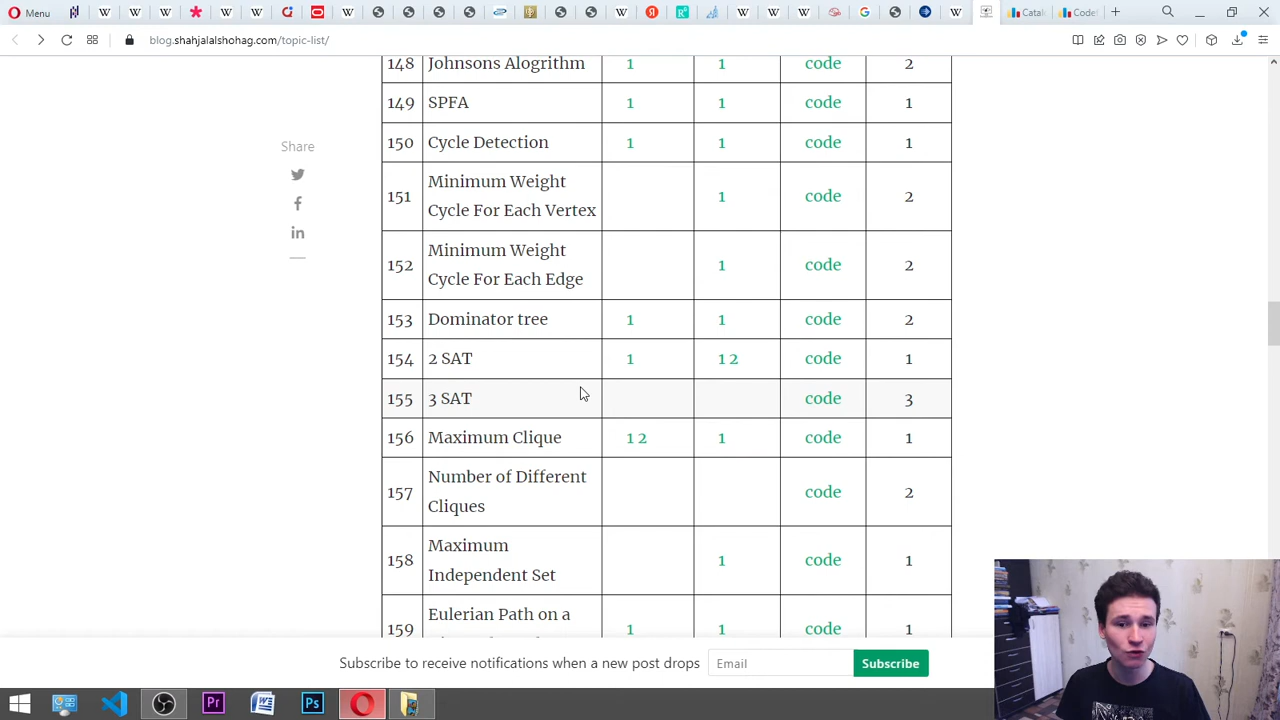 Menu
Catal
Codef
blog.shahjalalshohag.com/topic-list/
148 Johnsons Alogrithm 1 1 code 2
149 SPFA 1 1 code 1
150 Cycle Detection 1 1 code 1
Share
151 Minimum Weight
Cycle For Each Vertex 1 code 2
152 Minimum Weight
Cycle For Each Edge 1 code 2
153 Dominator tree 1 1 code 2
154 2 SAT 1 1 2 code 1
155 3 SAT code 3
156 Maximum Clique 1 2 1 code 1
157 Number of Different
Cliques code 2
158 Maximum
Independent Set 1 code 1
159 Eulerian Path on a
1 1 code 1
Subscribe to receive notifications when a new post drops
Email
Subscribe